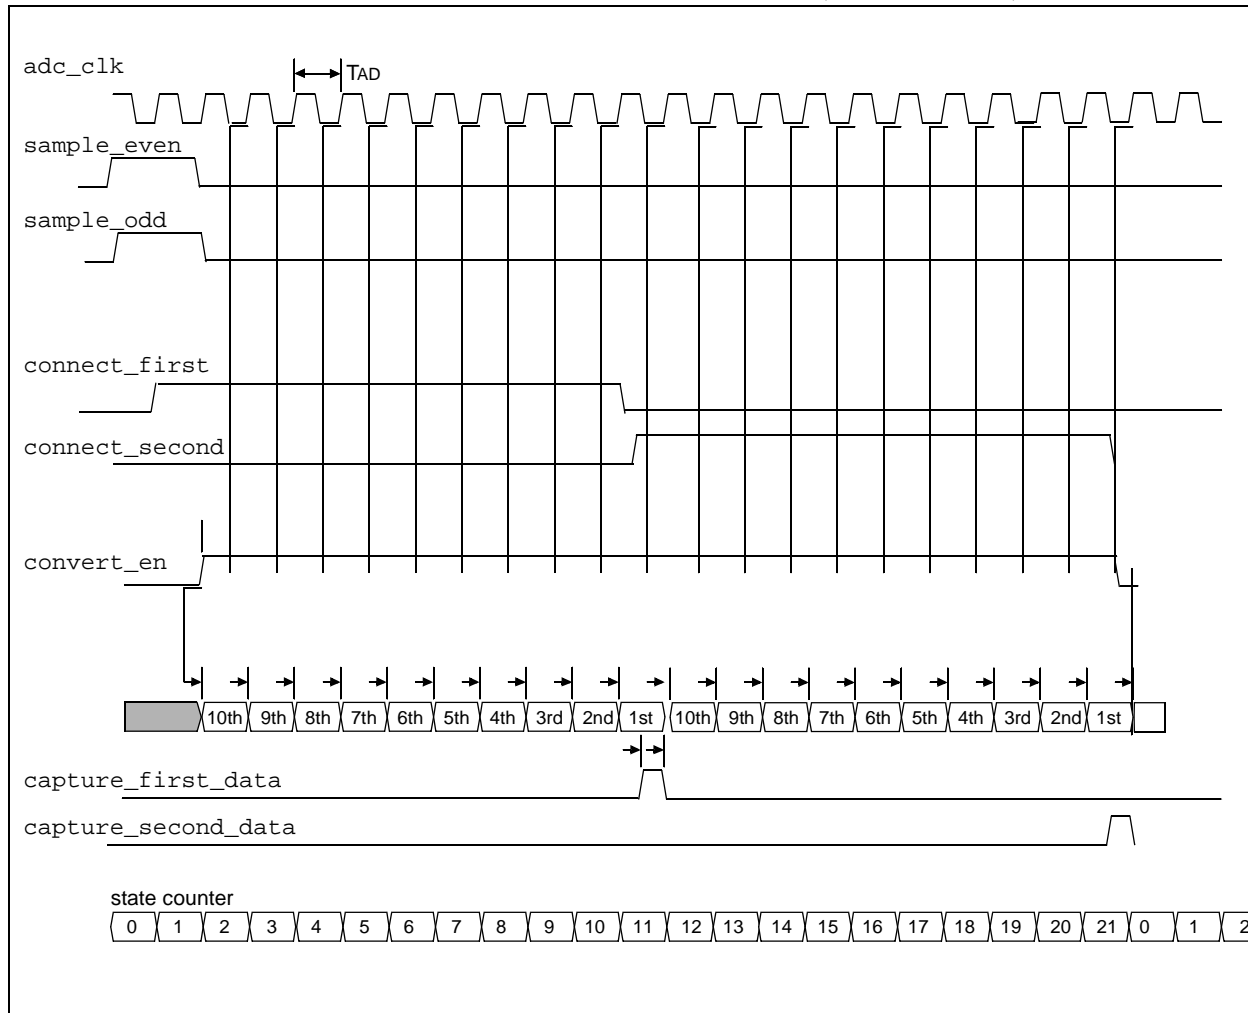 adc_clk
TAD
sample_even
sample_odd
connect_first
connect_second
convert_en
10th 9th 8th 7th 6th 5th 4th 3rd 2nd 1st 10th 9th 8th 7th 6th 5th 4th 3rd 2nd 1st
capture_first_data
capture_second_data
state counter
0 1 2 3 4 5 6 7 8 9 10 11 12 13 14 15 16 17 18 19 20 21 0 1 2